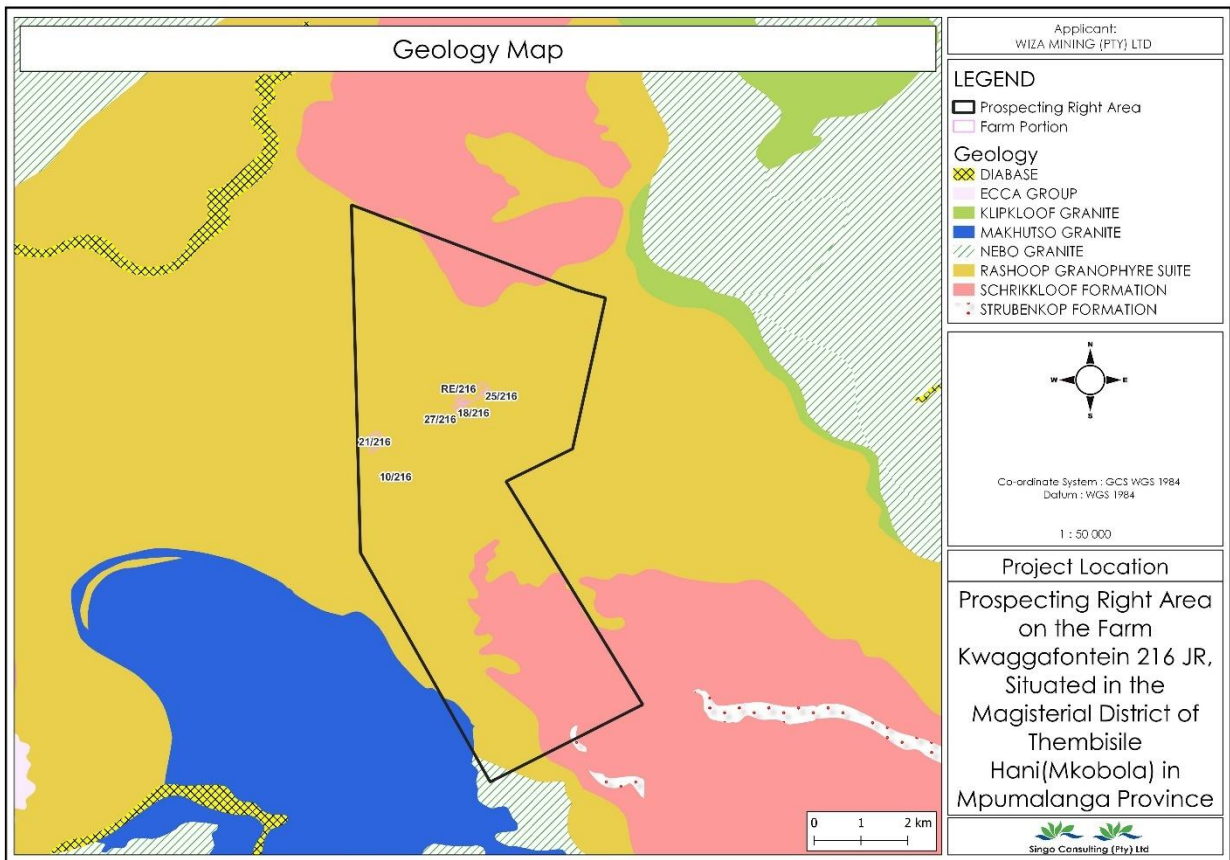 Geology Map
RE/216
25/216
18/216
27/216
21/216
10/216
0 1 2 km
Applicant:
WIZA MINING (PTY) LTD
LEGEND
Prospecting Right Area
Farm Portion
Geology
DIABASE
ECCA GROUP
KLIPKLOOF GRANITE
MAKHUTSO GRANITE
NEBO GRANITE
RASHOOP GRANOPHYRE SUITE
SCHRIKKLOOF FORMATION
STRUBENKOP FORMATION
N
W E
S
Co-ordinate System : GCS WGS 1984
Datum : WGS 1984
1 : 50 000
Project Location
Prospecting Right Area
on the Farm
Kwaggafontein 216 JR,
Situated in the
Magisterial District of
Thembisile
Hani(Mkobola) in
Mpumalanga Province
Singo Consulting (Pty) Ltd